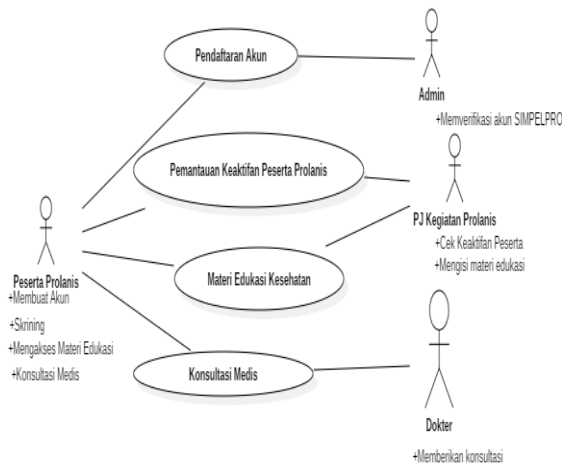 Pendaftaran Akun
Admin
+Memverifikasi akun SIMPELPRO
Pemantauan Keaktifan Peserta Prolanis
PJ Kegiatan Prolanis
+Cek Keaktifan Peserta
+Mengisi materi edukasi
Peserta Prolanis
+Membuat Akun
+Skrining
+Mengakses Materi Edukasi
+Konsultasi Medis
Materi Edukasi Kesehatan
Konsultasi Medis
Dokter
+Memberikan konsultasi